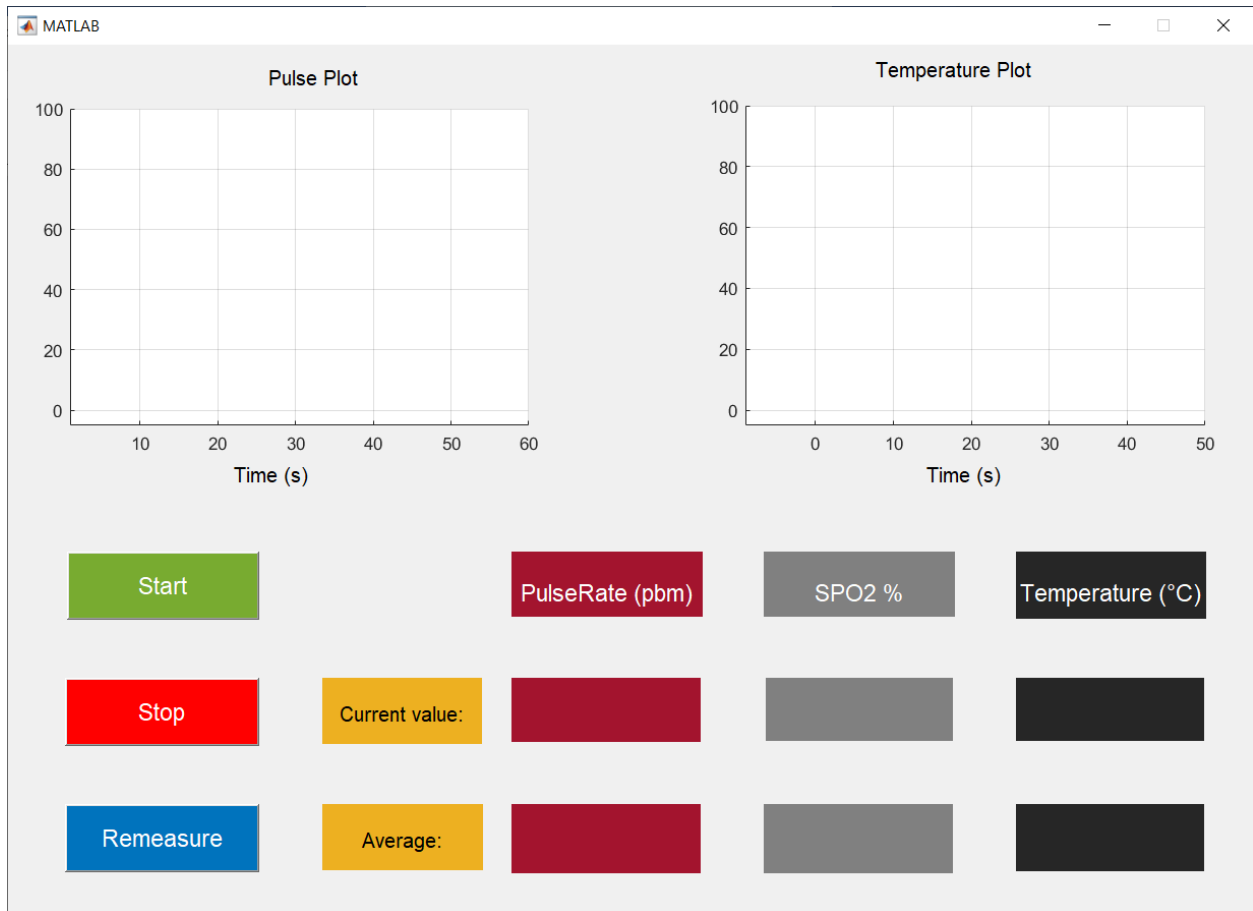 MATLAB
Pulse Plot
100
80
60
40
20
0
10 20 30 40 50 60
Time (s)
Temperature Plot
100
80
60
40
20
0
0 10 20 30 40 50
Time (s)
Start
PulseRate (pbm)
SPO2 %
Temperature (°C)
Stop
Current value:
Remeasure
Average: